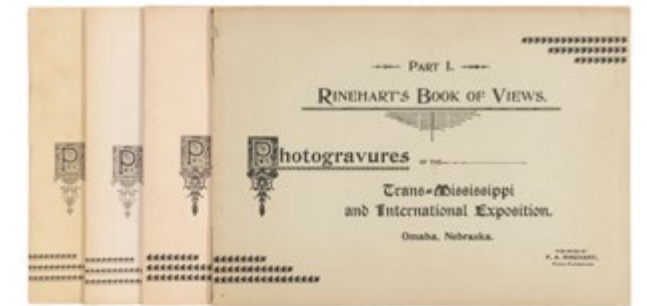 PART I.
RINEHART'S BOOK OF VIEWS.
Photogravures OF THE
Trans=Mississippi
and International Exposition.
Omaha, Nebraska.
F. A. RINEHART,
P
P
P